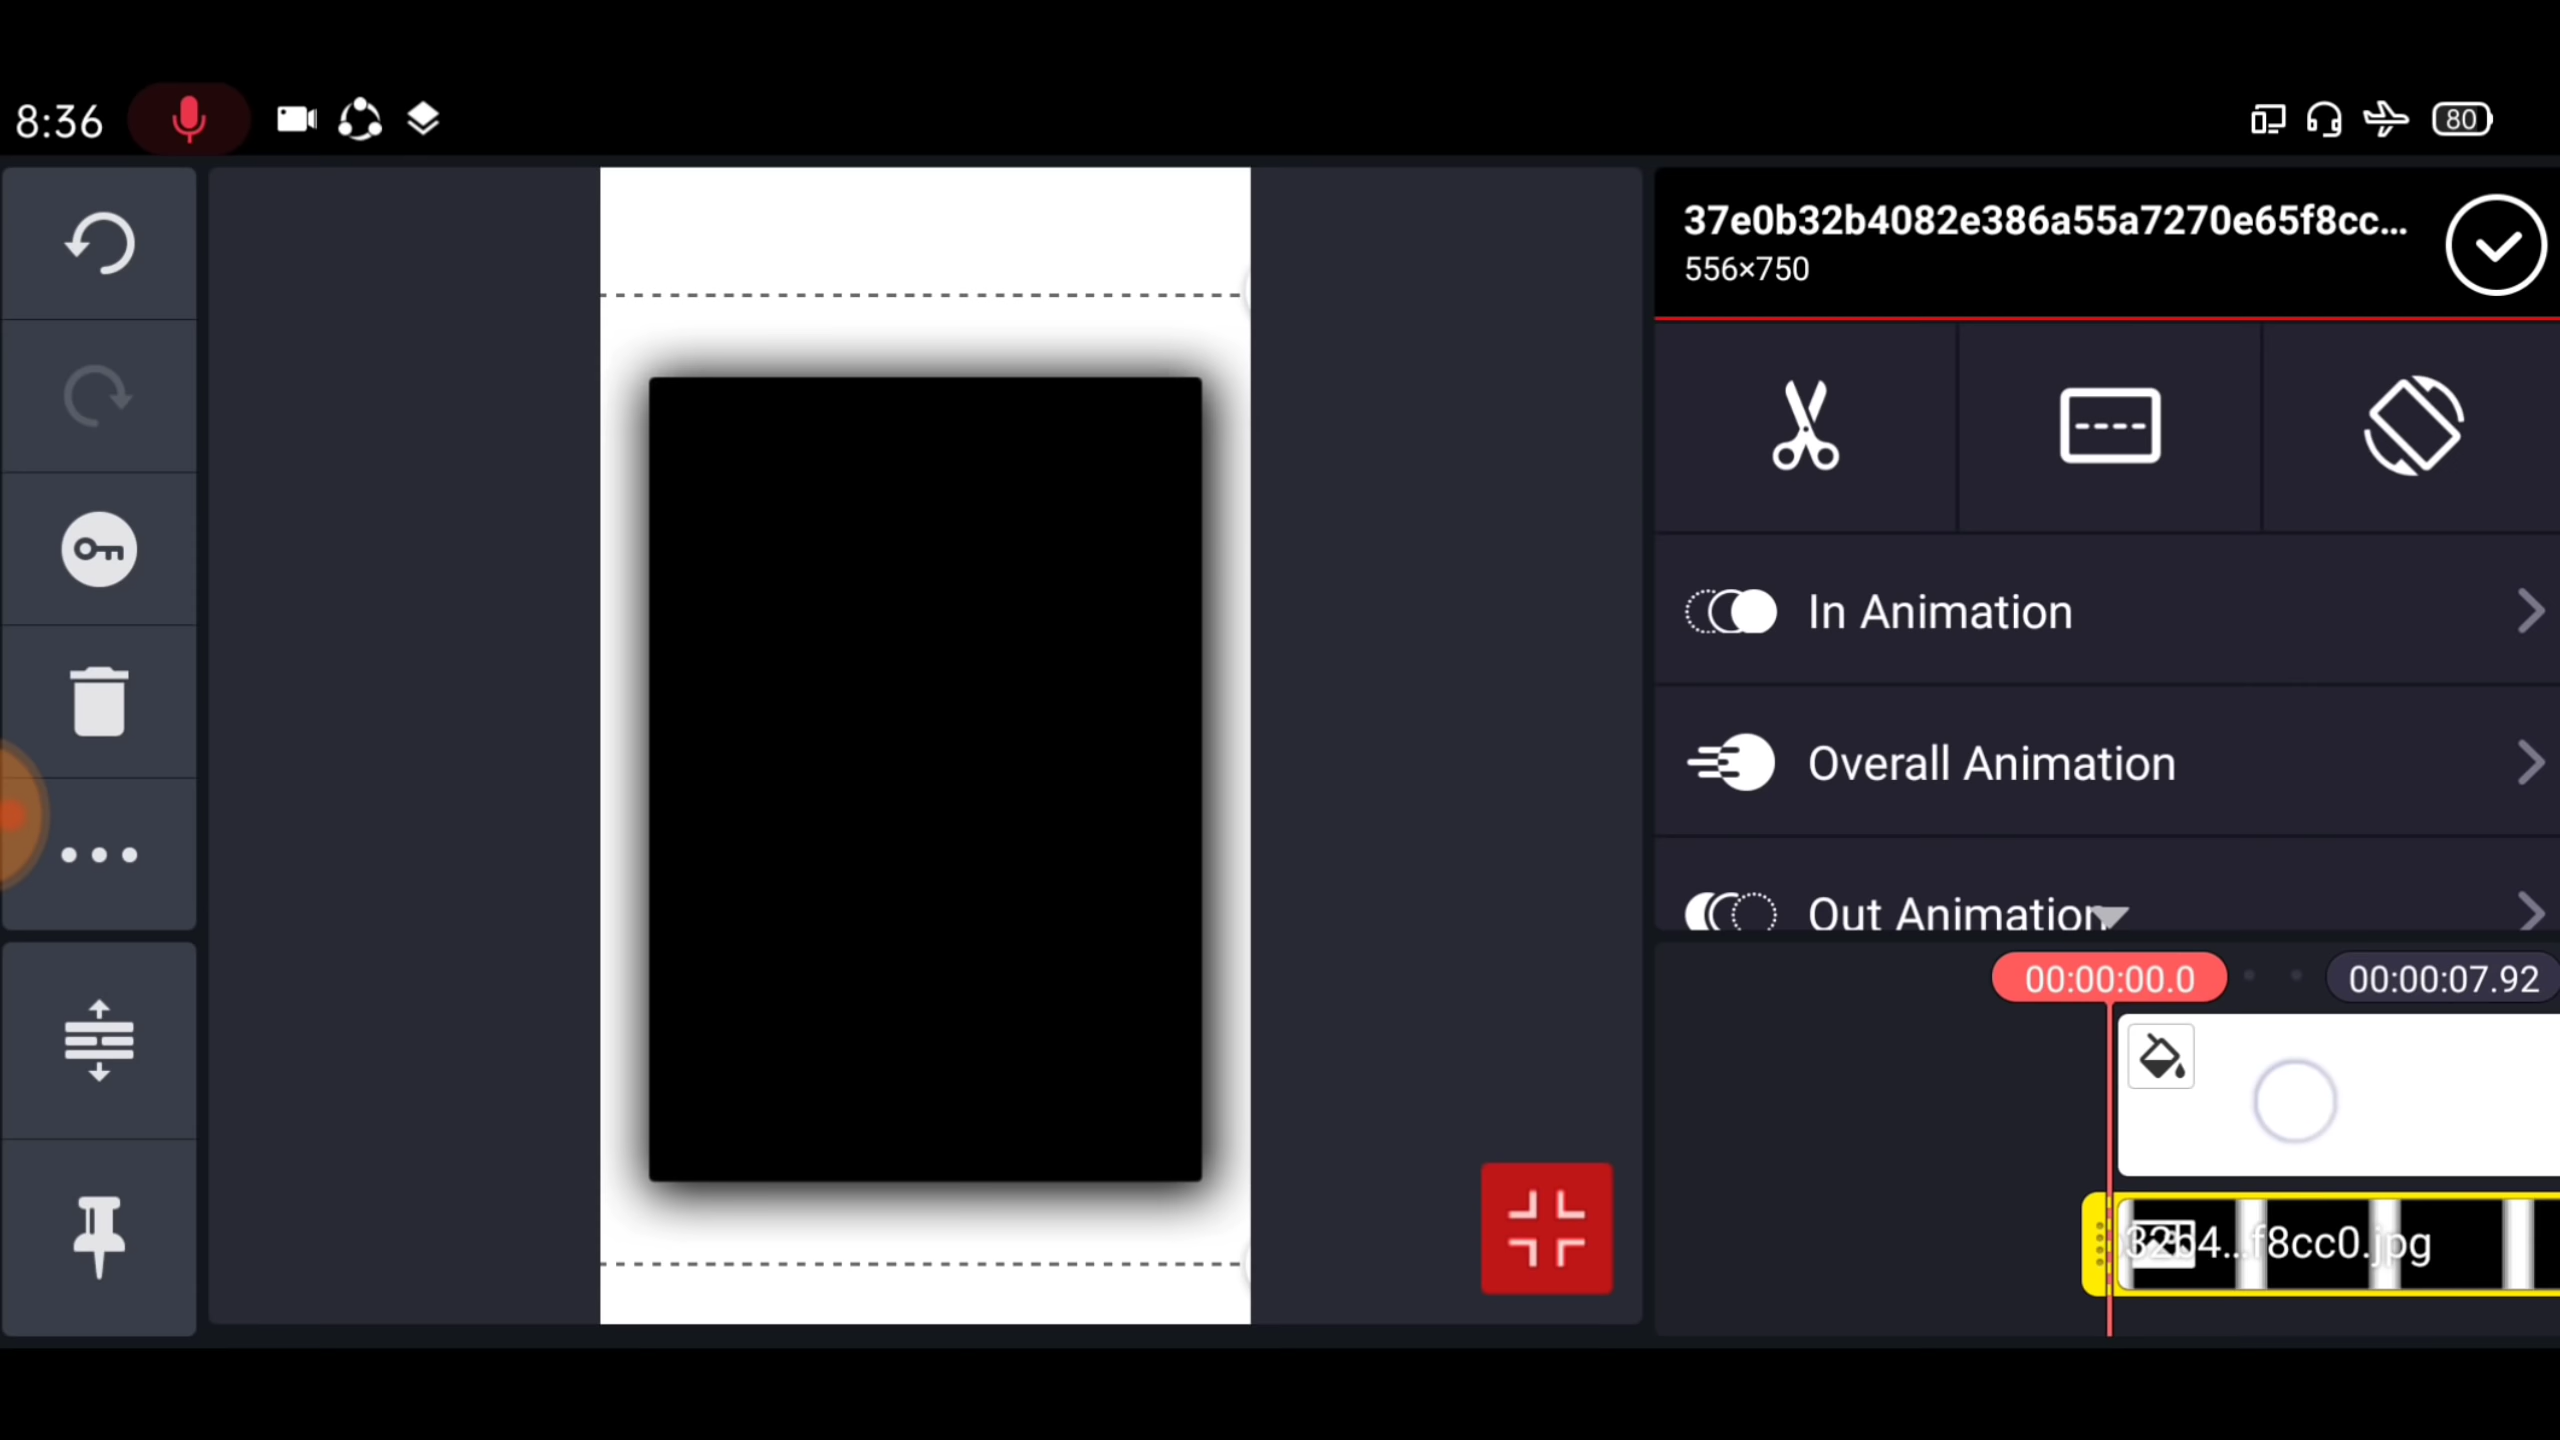 8:36
80
37e0b32b4082e386a55a7270e65f8cc...
556×750
In Animation
Overall Animation
Out Animation
00:00:00.0
00:00:07.92
32b4...f8cc0.jpg